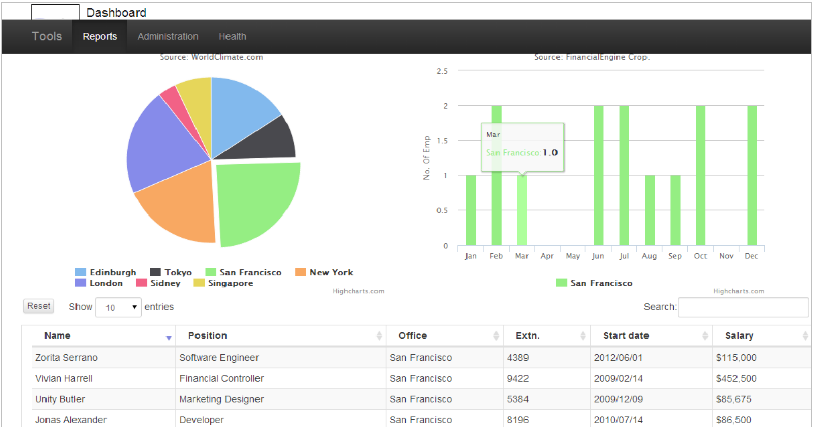 Dashboard
Tools Reports Administration Health
Source: WorldClimate.com
Edinburgh Tokyo San Francisco New York
London Sidney Singapore
Highcharts.com
Source: FinancialEngine Crop.
No. Of Emp
2.5
2
1.5
1
0.5
0
Mar
San Francisco: 1.0
Jan Feb Mar Apr May Jun Jul Aug Sep Oct Nov Dec
San Francisco
Highcharts.com
Reset Show 10 entries Search:
Name Position Office Extn. Start date Salary
Zorita Serrano Software Engineer San Francisco 4389 2012/06/01 $115,000
Vivian Harrell Financial Controller San Francisco 9422 2009/02/14 $452,500
Unity Butler Marketing Designer San Francisco 5384 2009/12/09 $85,675
Jonas Alexander Developer San Francisco 8196 2010/07/14 $86,500